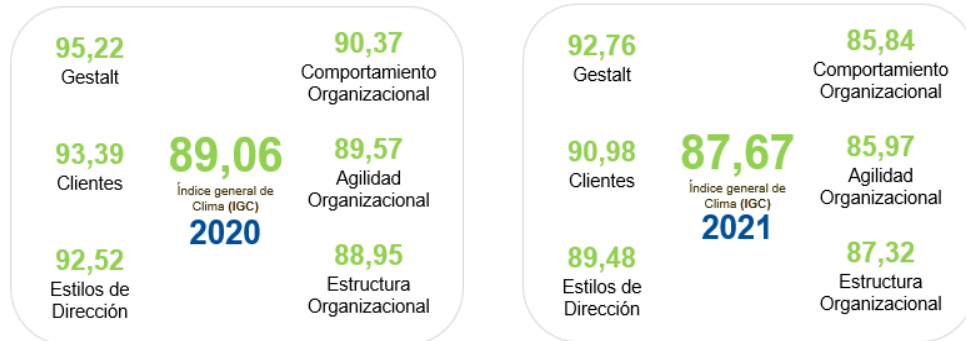 95,22
Gestalt
93,39
Clientes
92,52
Estilos de
Dirección
89,06
Índice general de
Clima (IGC)
2020
90,37
Comportamiento
Organizacional
89,57
Agilidad
Organizacional
88,95
Estructura
Organizacional
92,76
Gestalt
90,98
Clientes
89,48
Estilos de
Dirección
87,67
Índice general de
Clima (IGC)
2021
85,84
Comportamiento
Organizacional
85,97
Agilidad
Organizacional
87,32
Estructura
Organizacional